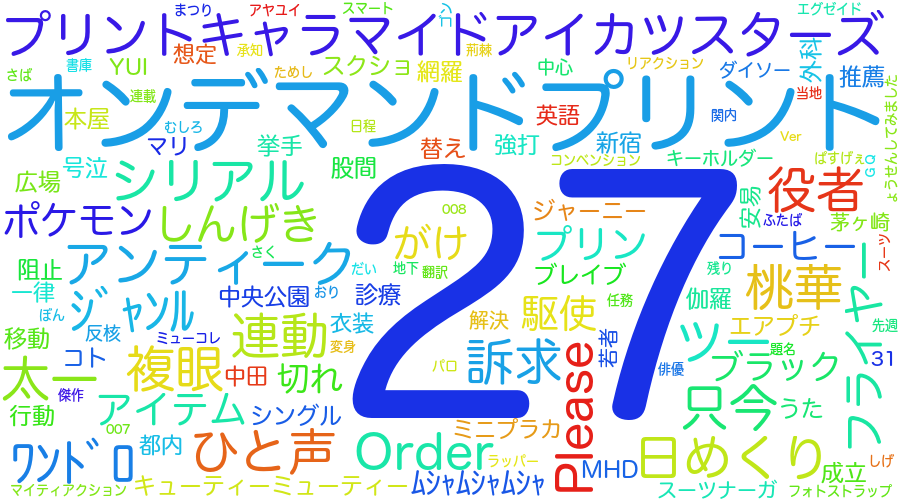 まつり アヤユイ スマート ゴン エグゼイド
プリントキャラマイドアイカツスターズ
さば 書庫 YUI 想定 承知 荊棘 スクショ 網羅 中心 リアクション ダイソー 外科 推薦
連載 ためし 当地
オンデマンドプリント
本屋 むしろ マリ 挙手 日程 強打 英語 新宿 関内 Ver ょうせんしてみました
号泣 股間 替え コンベンション キーホルダー ぱすげぇ GQ
広場 シリアル 役者
ポケモン しんげき 008 ジャーニー 安易 ふたば 茅ヶ崎
27
アンティーク さく がけ プリン コーヒー スーツ
阻止 だい 地下 翻訳 ブレイブ 残り 桃華
一律 ジャンル 中央公園 おり 診療 任務 伽羅 フライヤー
ぼん 反核 連動 衣装 解決 駆使 ツー エアプチ 先週
移動 ミューコレ 変身 若者 題名 31
コト 複眼 パロ 訴求 俳優 ブラック
太一 傑作 中田 切れ Please 只今 うた
行動 アイテム シングル ミニプラカ
007 都内 ひと声 Order ラッパー MHD 日めくり しげ
ワンドロ 成立
マイティアクション キューティーミューティー ムシャムシャムシャ スーツナーガ フォトストラップ